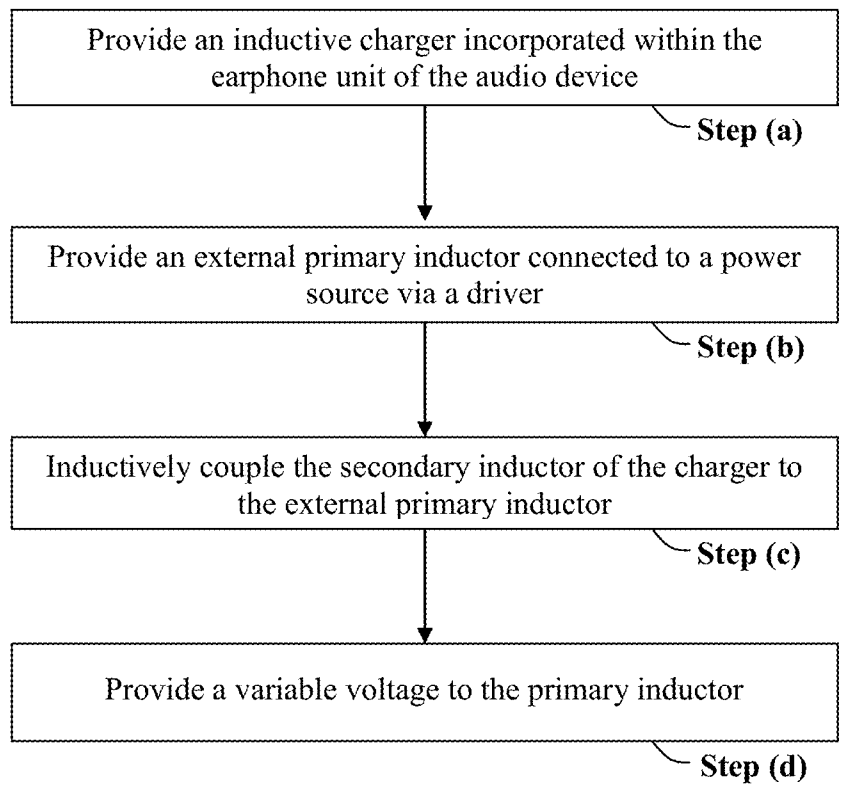 Provide an inductive charger incorporated within the
earphone unit of the audio device
Step (a)
Provide an external primary inductor connected to a power
source via a driver
Step (b)
Inductively couple the secondary inductor of the charger to
the external primary inductor
Step (c)
Provide a variable voltage to the primary inductor
Step (d)